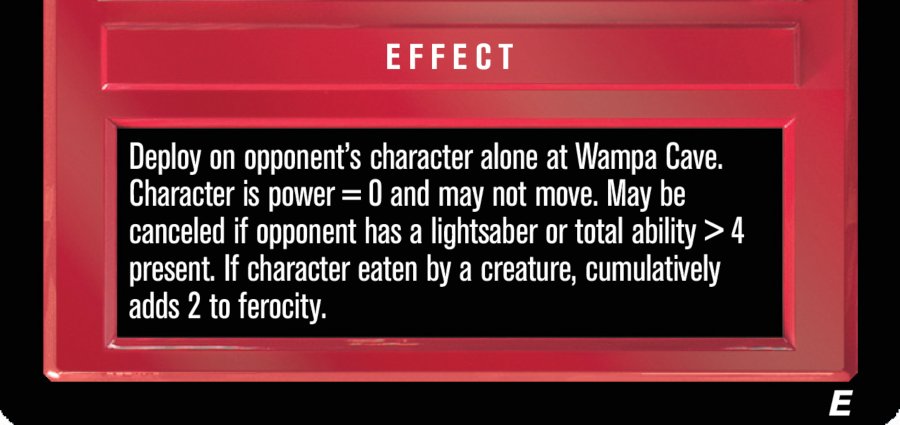 EFFECT
Deploy on opponent's character alone at Wampa Cave.
Character is power = 0 and may not move. May be
canceled if opponent has a lightsaber or total ability > 4
present. If character eaten by a creature, cumulatively
adds 2 to ferocity.
E